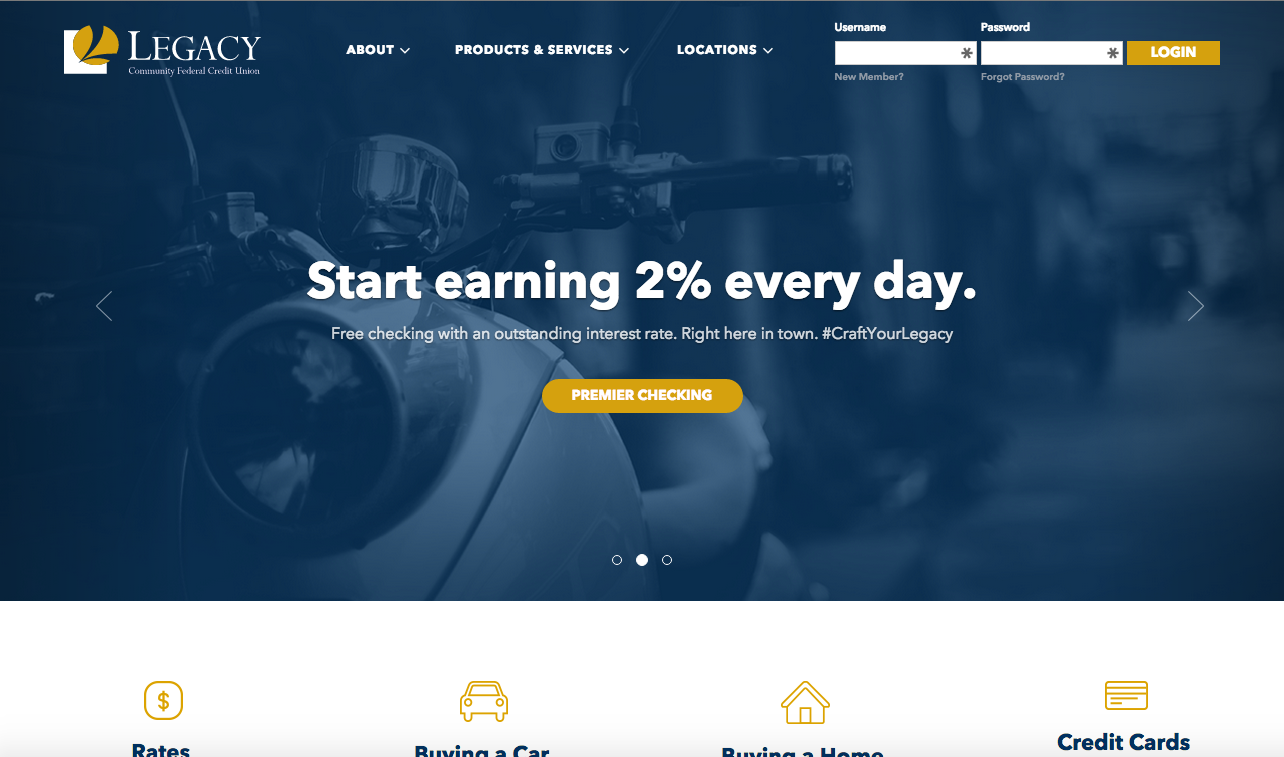 LEGACY
Community Federal Credit Union
ABOUT
PRODUCTS & SERVICES
LOCATIONS
Username
Password
LOGIN
New Member?
Forgot Password?
Start earning 2% every day.
Free checking with an outstanding interest rate. Right here in town. #CraftYourLegacy
PREMIER CHECKING
$
Rates
Buying a Car
Buying a Home
Credit Cards